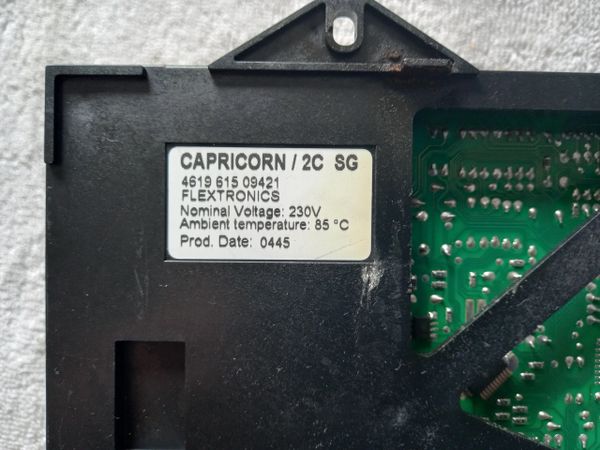 CAPRICORN / 2C SG
4619 615 09421
FLEXTRONICS
Nominal Voltage: 230V
Ambient temperature: 85 °C
Prod. Date: 0445